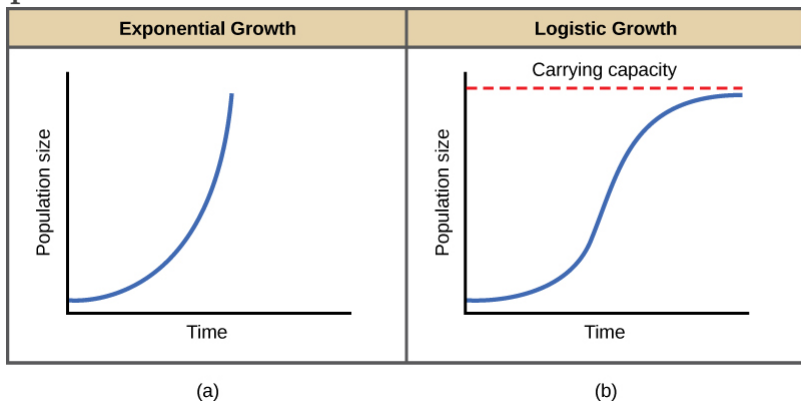 Exponential Growth
Logistic Growth
Population size
Time
Carrying capacity
Population size
Time
(a)
(b)